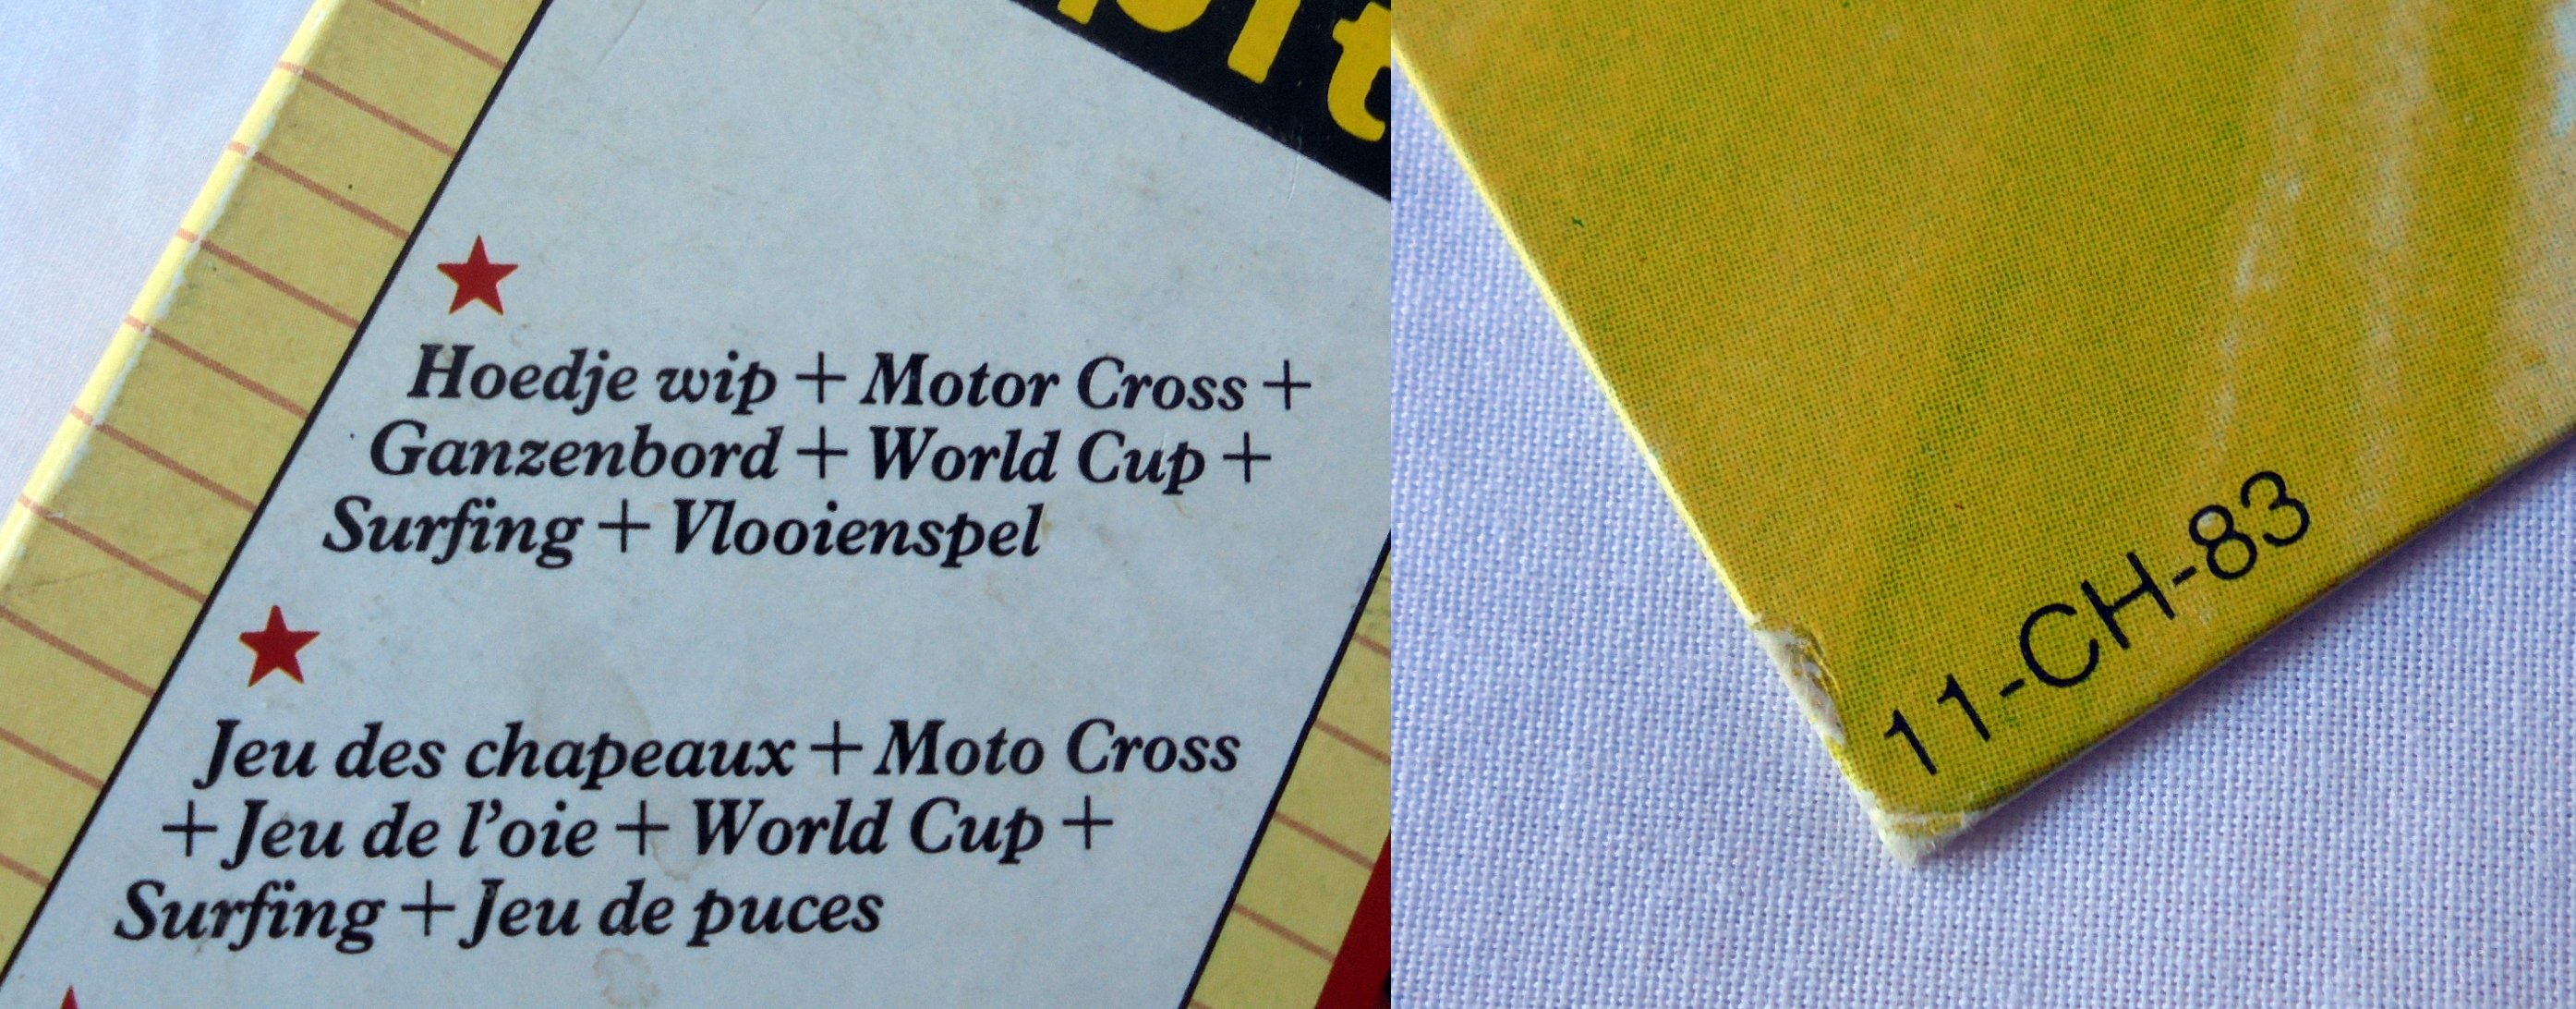 Hoedje wip + Motor Cross +
Ganzenbord + World Cup +
Surfing + Vlooienspel
Jeu des chapeaux + Moto Cross
+ Jeu de l'oie + World Cup +
Surfing + Jeu de puces
11-CH-83